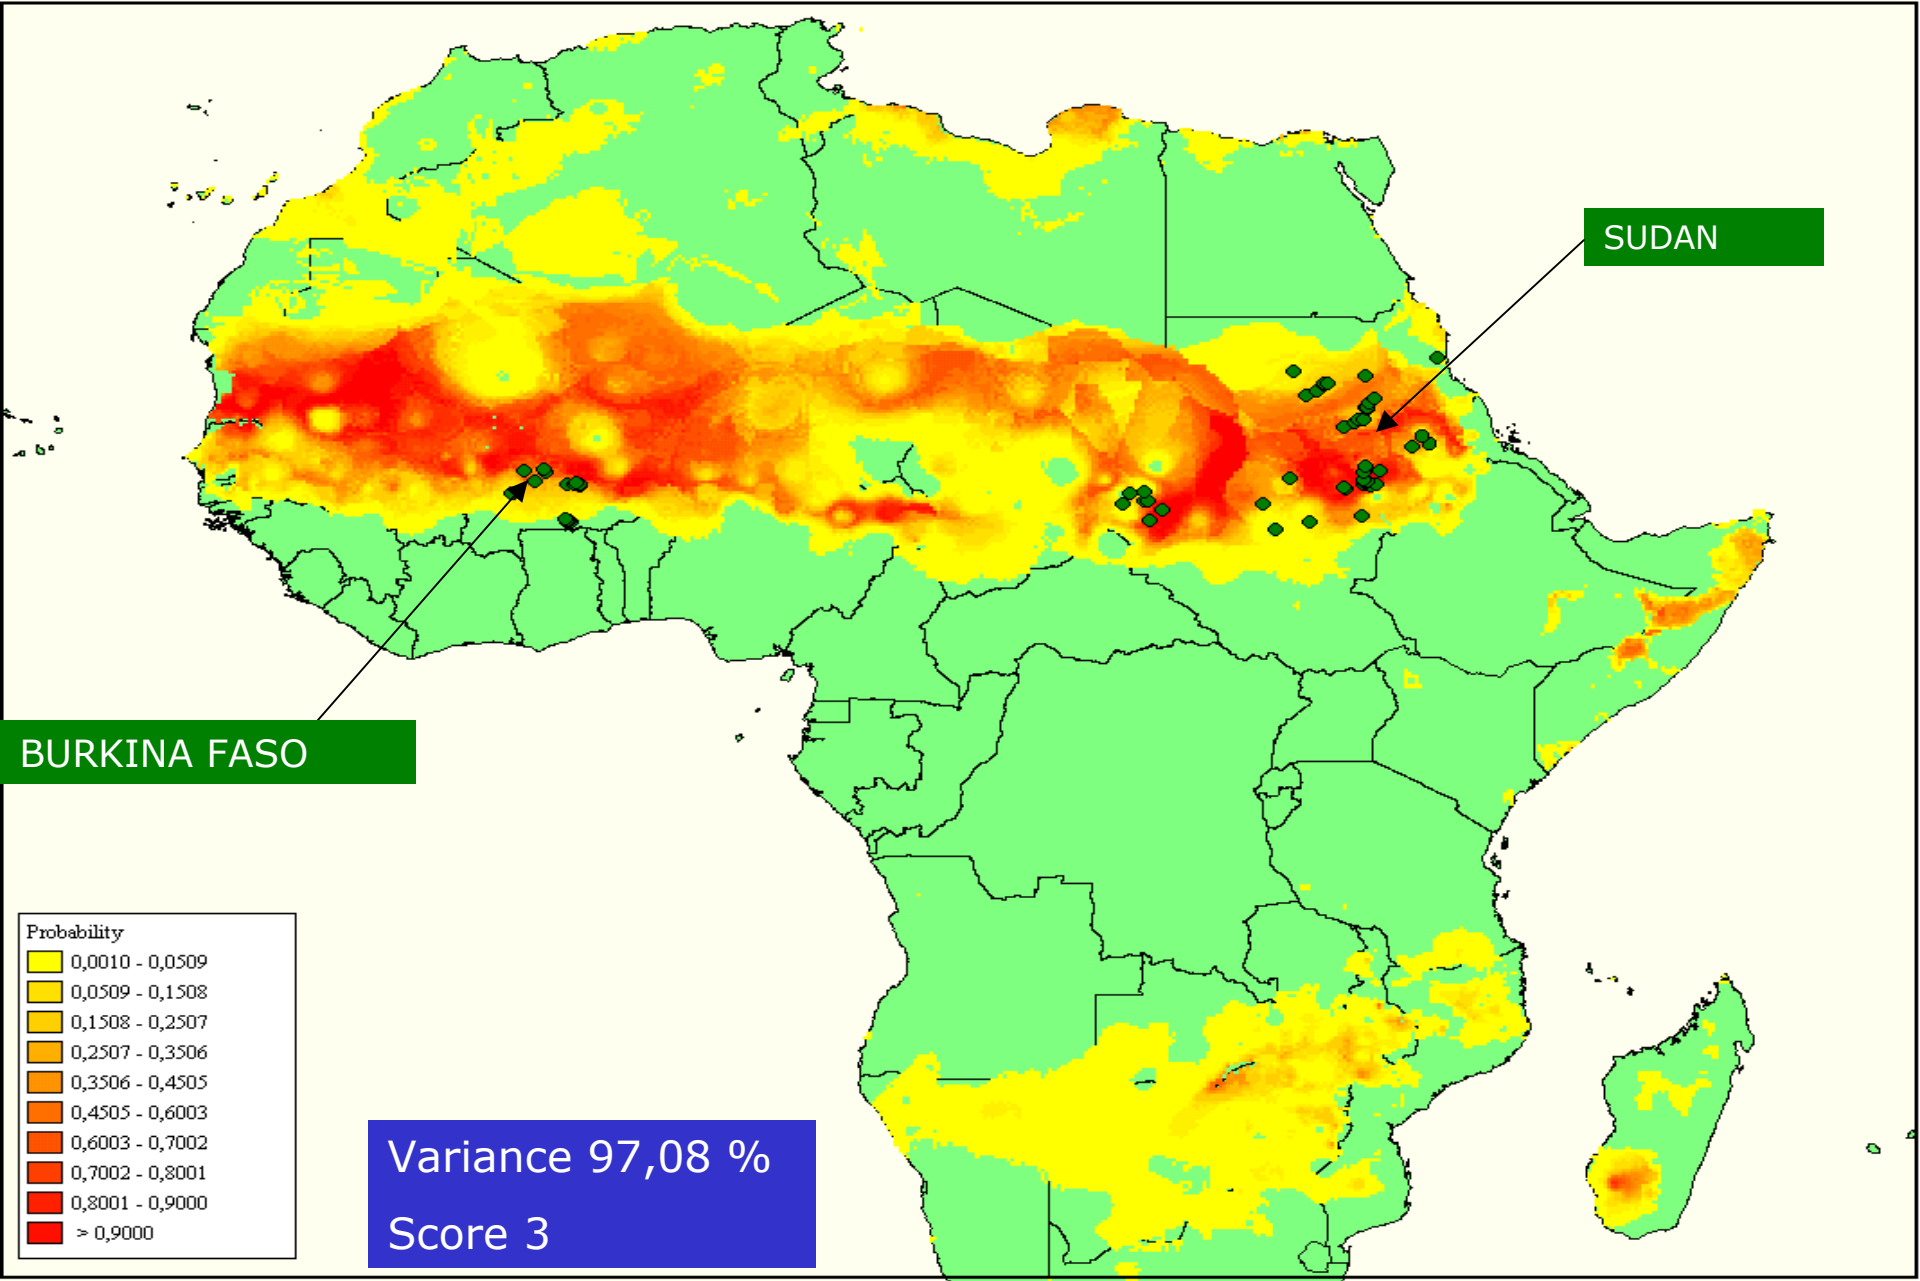 SUDAN
BURKINA FASO
Probability
0,0010 - 0,0509
0,0509 - 0,1508
0,1508 - 0,2507
0,2507 - 0,3506
0,3506 - 0,4505
0,4505 - 0,6003
0,6003 - 0,7002
0,7002 - 0,8001
0,8001 - 0,9000
> 0,9000
Variance 97,08 %
Score 3